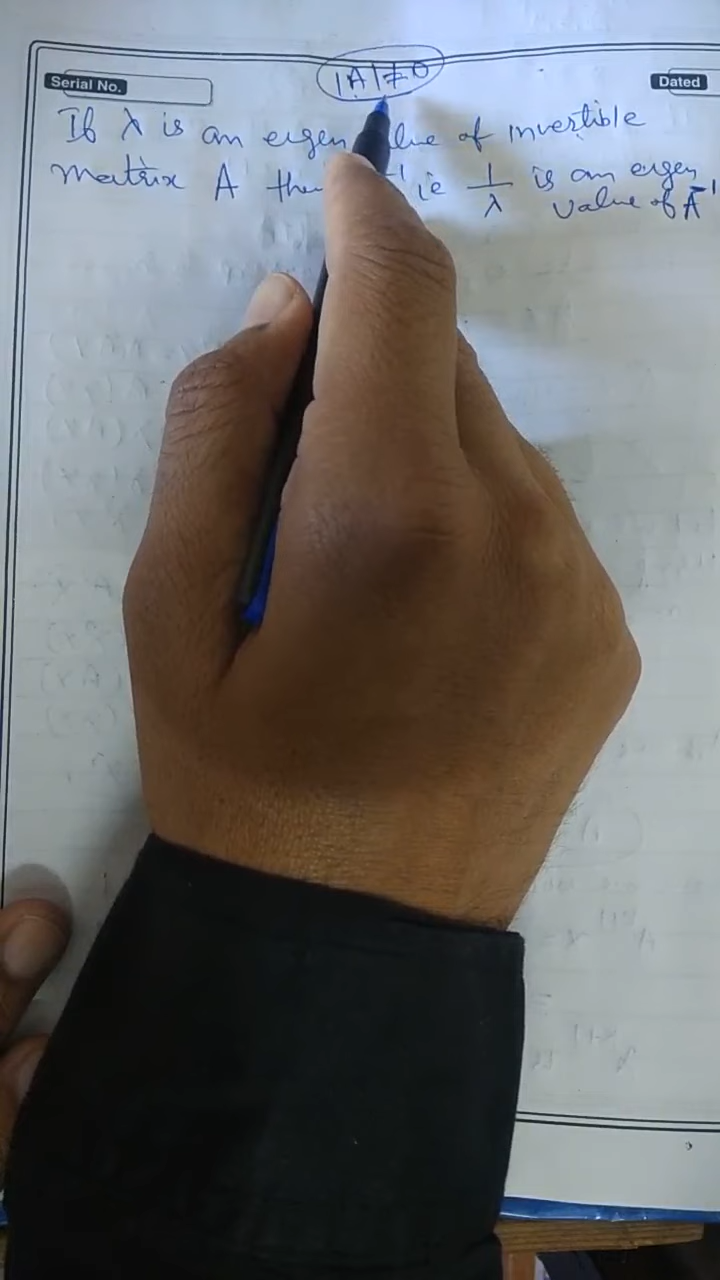 |A|≠0
Serial No.
Dated
If λ is an eigen of invertible
matrix A ie 1/λ is an eigen
value of A⁻¹